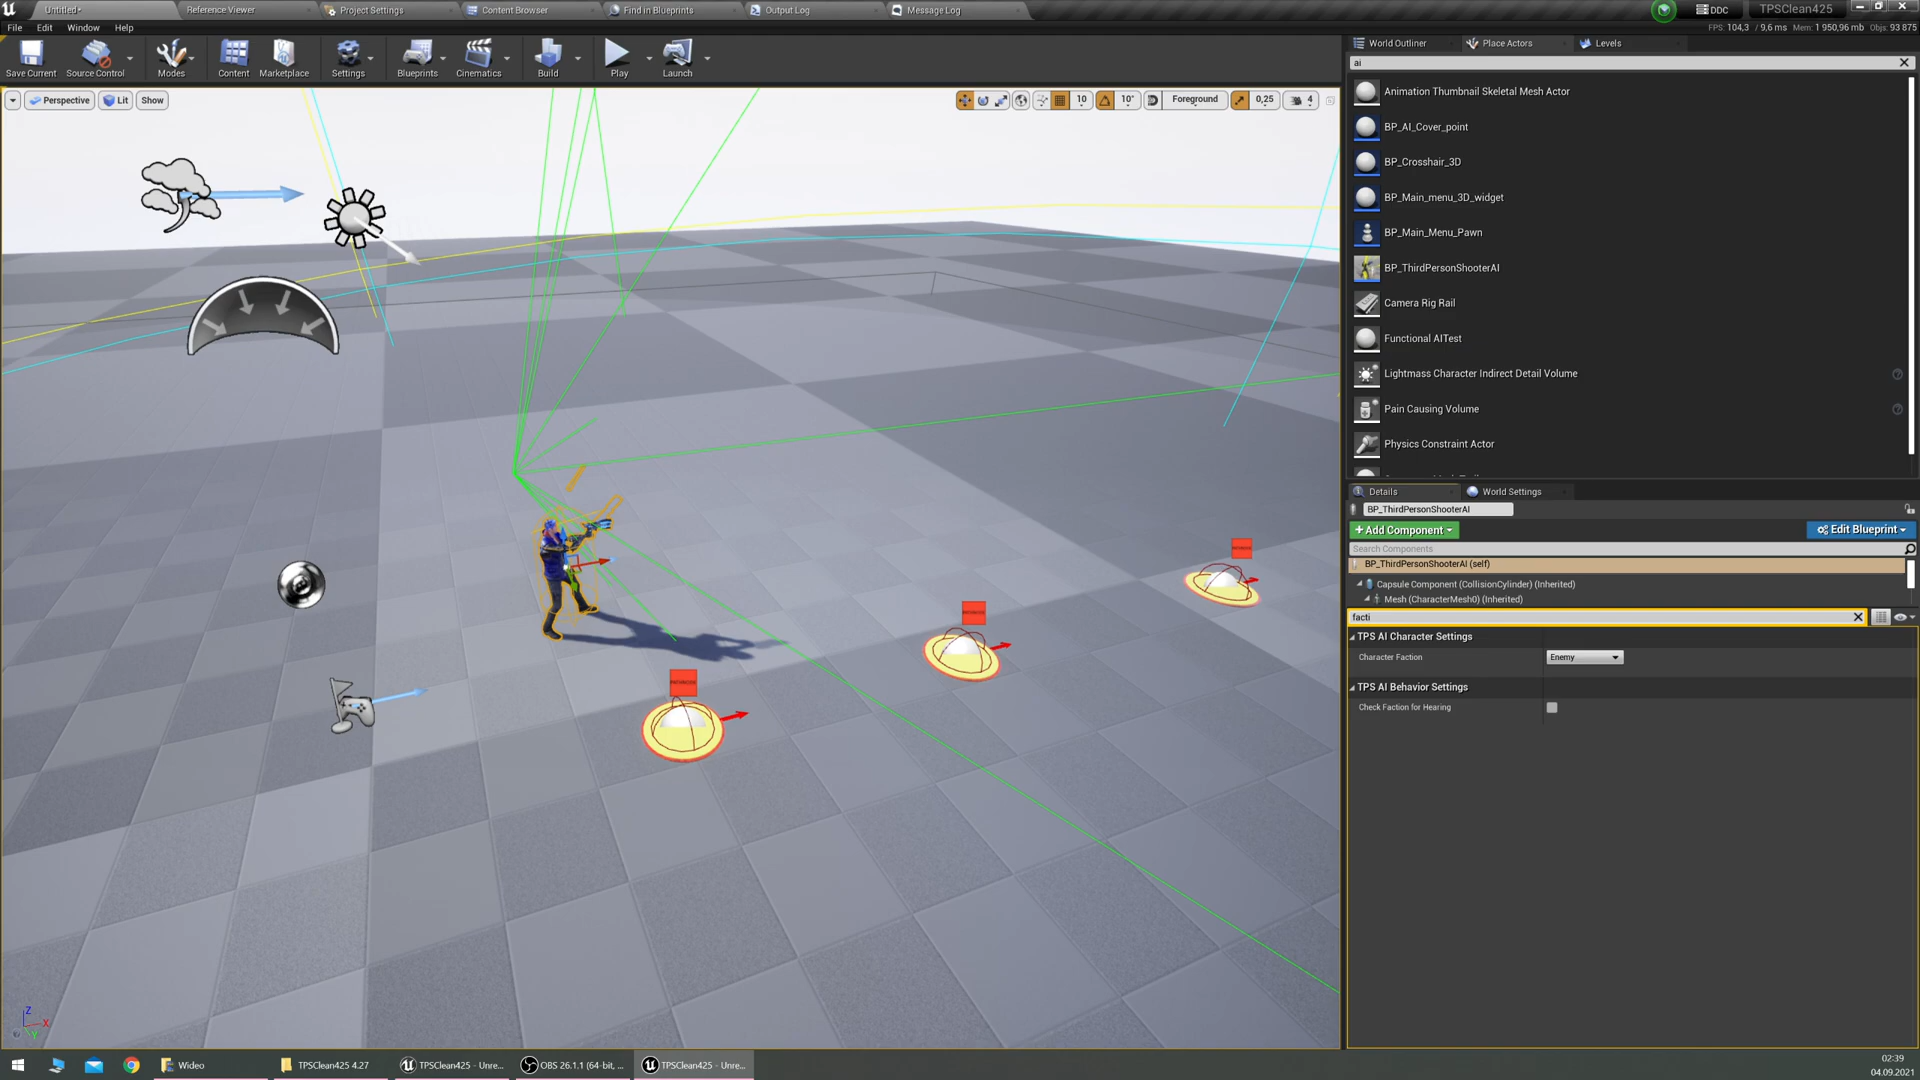 Untitled•
Reference Viewer
Project Settings
Content Browser
Find in Blueprints
Output Log
Message Log
DDC
TPSClean425
File
Edit
Window
Help
FPS: 104,3 / 9,6 ms
Mem: 1 950,96 mb
Objs: 93 875
Save Current
Source Control
Modes
Content
Marketplace
Settings
Blueprints
Cinematics
Build
Play
Launch
World Outliner
Place Actors
Levels
ai
Perspective
Lit
Show
10
10°
Foreground
0,25
4
Animation Thumbnail Skeletal Mesh Actor
BP_AI_Cover_point
BP_Crosshair_3D
BP_Main_menu_3D_widget
BP_Main_Menu_Pawn
BP_ThirdPersonShooterAI
Camera Rig Rail
Functional AITest
Lightmass Character Indirect Detail Volume
Pain Causing Volume
Physics Constraint Actor
Details
World Settings
BP_ThirdPersonShooterAI
+ Add Component
Edit Blueprint
Search Components
BP_ThirdPersonShooterAI (self)
Capsule Component (CollisionCylinder) (Inherited)
Mesh (CharacterMesh0) (Inherited)
facti
TPS AI Character Settings
Character Faction
Enemy
TPS AI Behavior Settings
Check Faction for Hearing
Z
X
Y
Wideo
TPSClean425 4.27
TPSClean425 - Unre...
OBS 26.1.1 (64-bit, ...
TPSClean425 - Unre...
02:39
04.09.2021